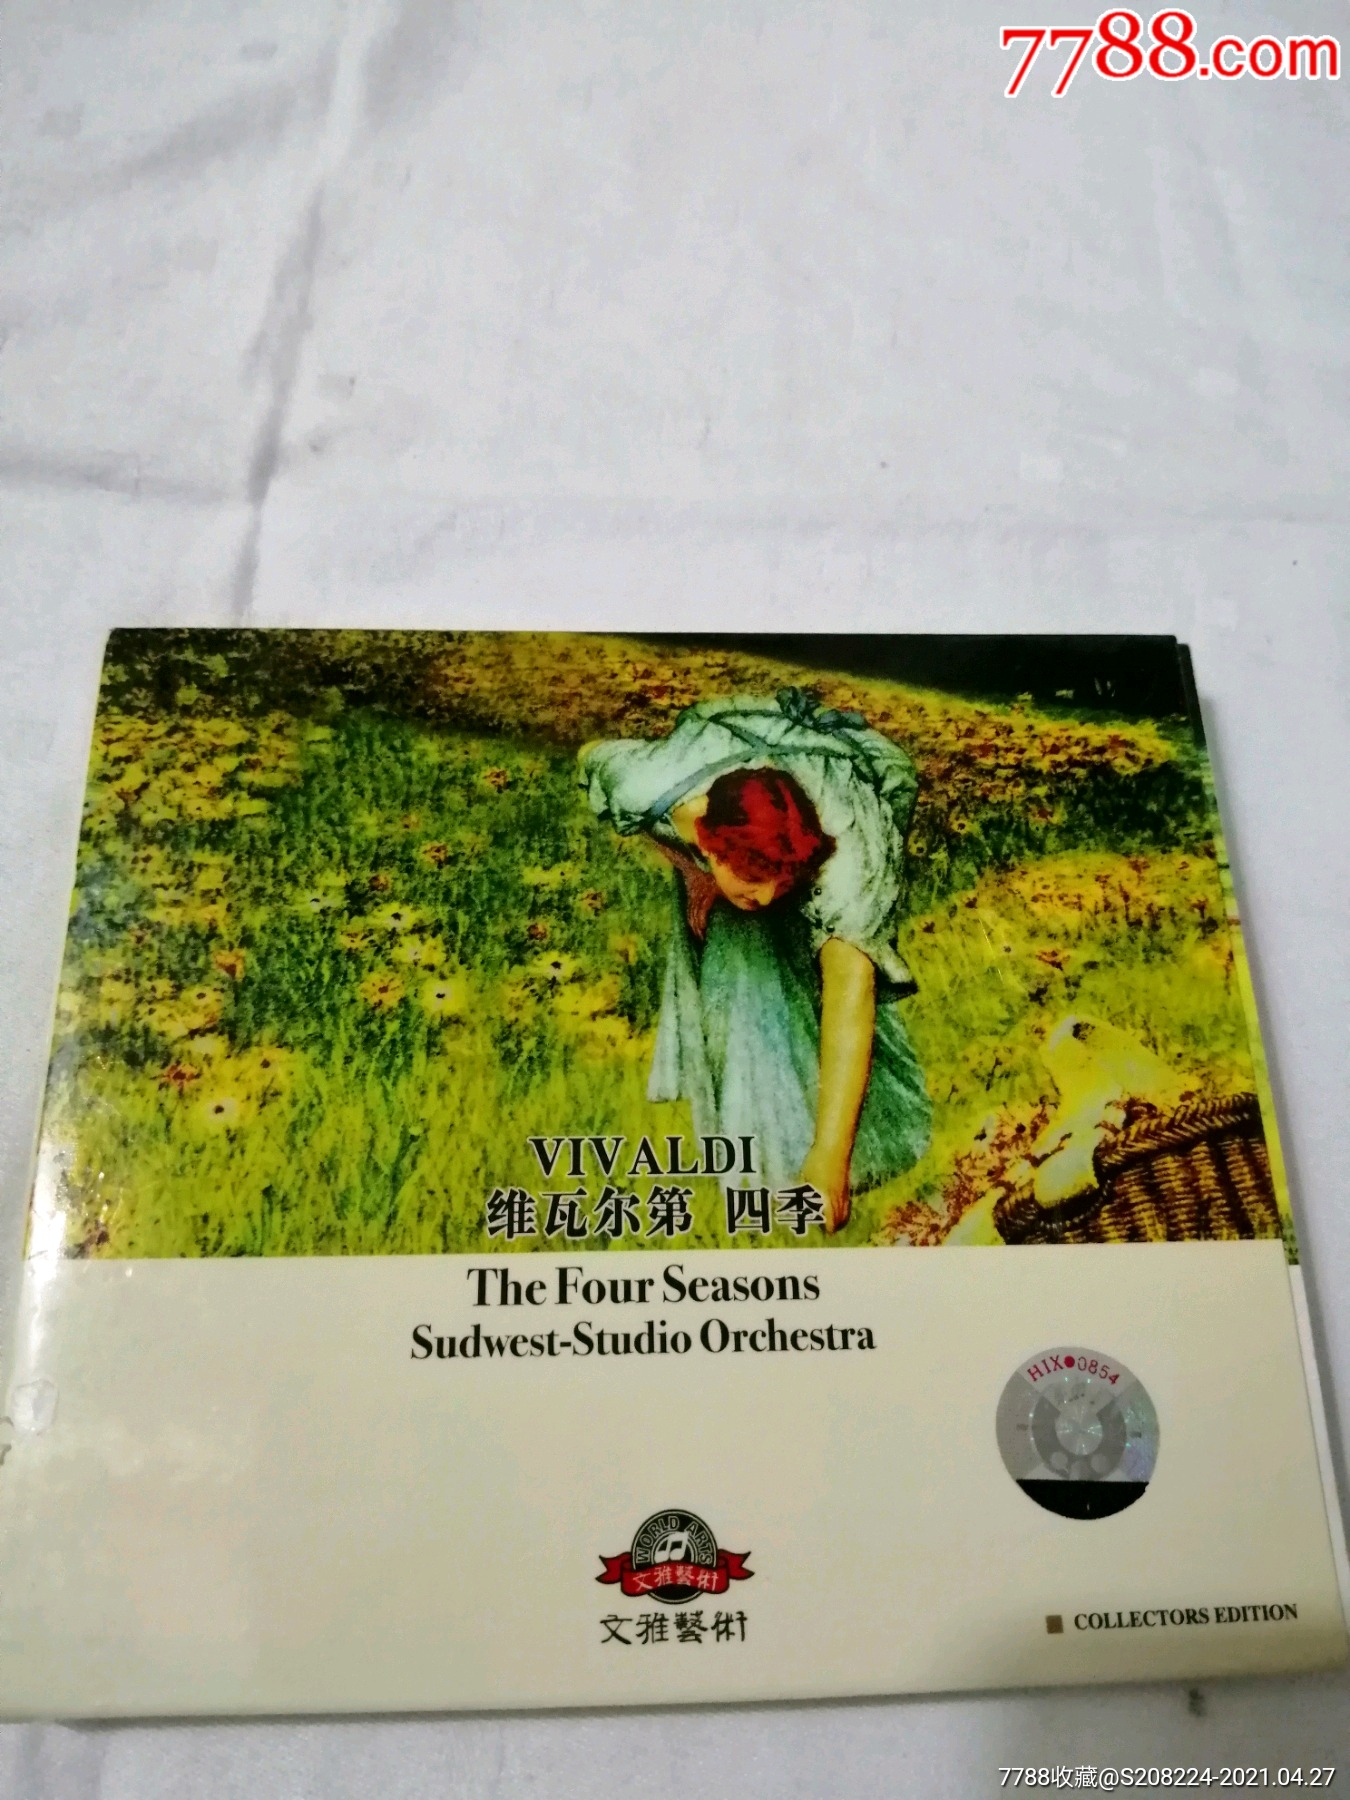 7788.com
VIVALDI
维瓦尔第 四季
The Four Seasons
Sudwest-Studio Orchestra
HIX●0854
WORLD ARTS
文雅藝術
文雅藝術
COLLECTORS EDITION
7788收藏@S208224-2021.04.27